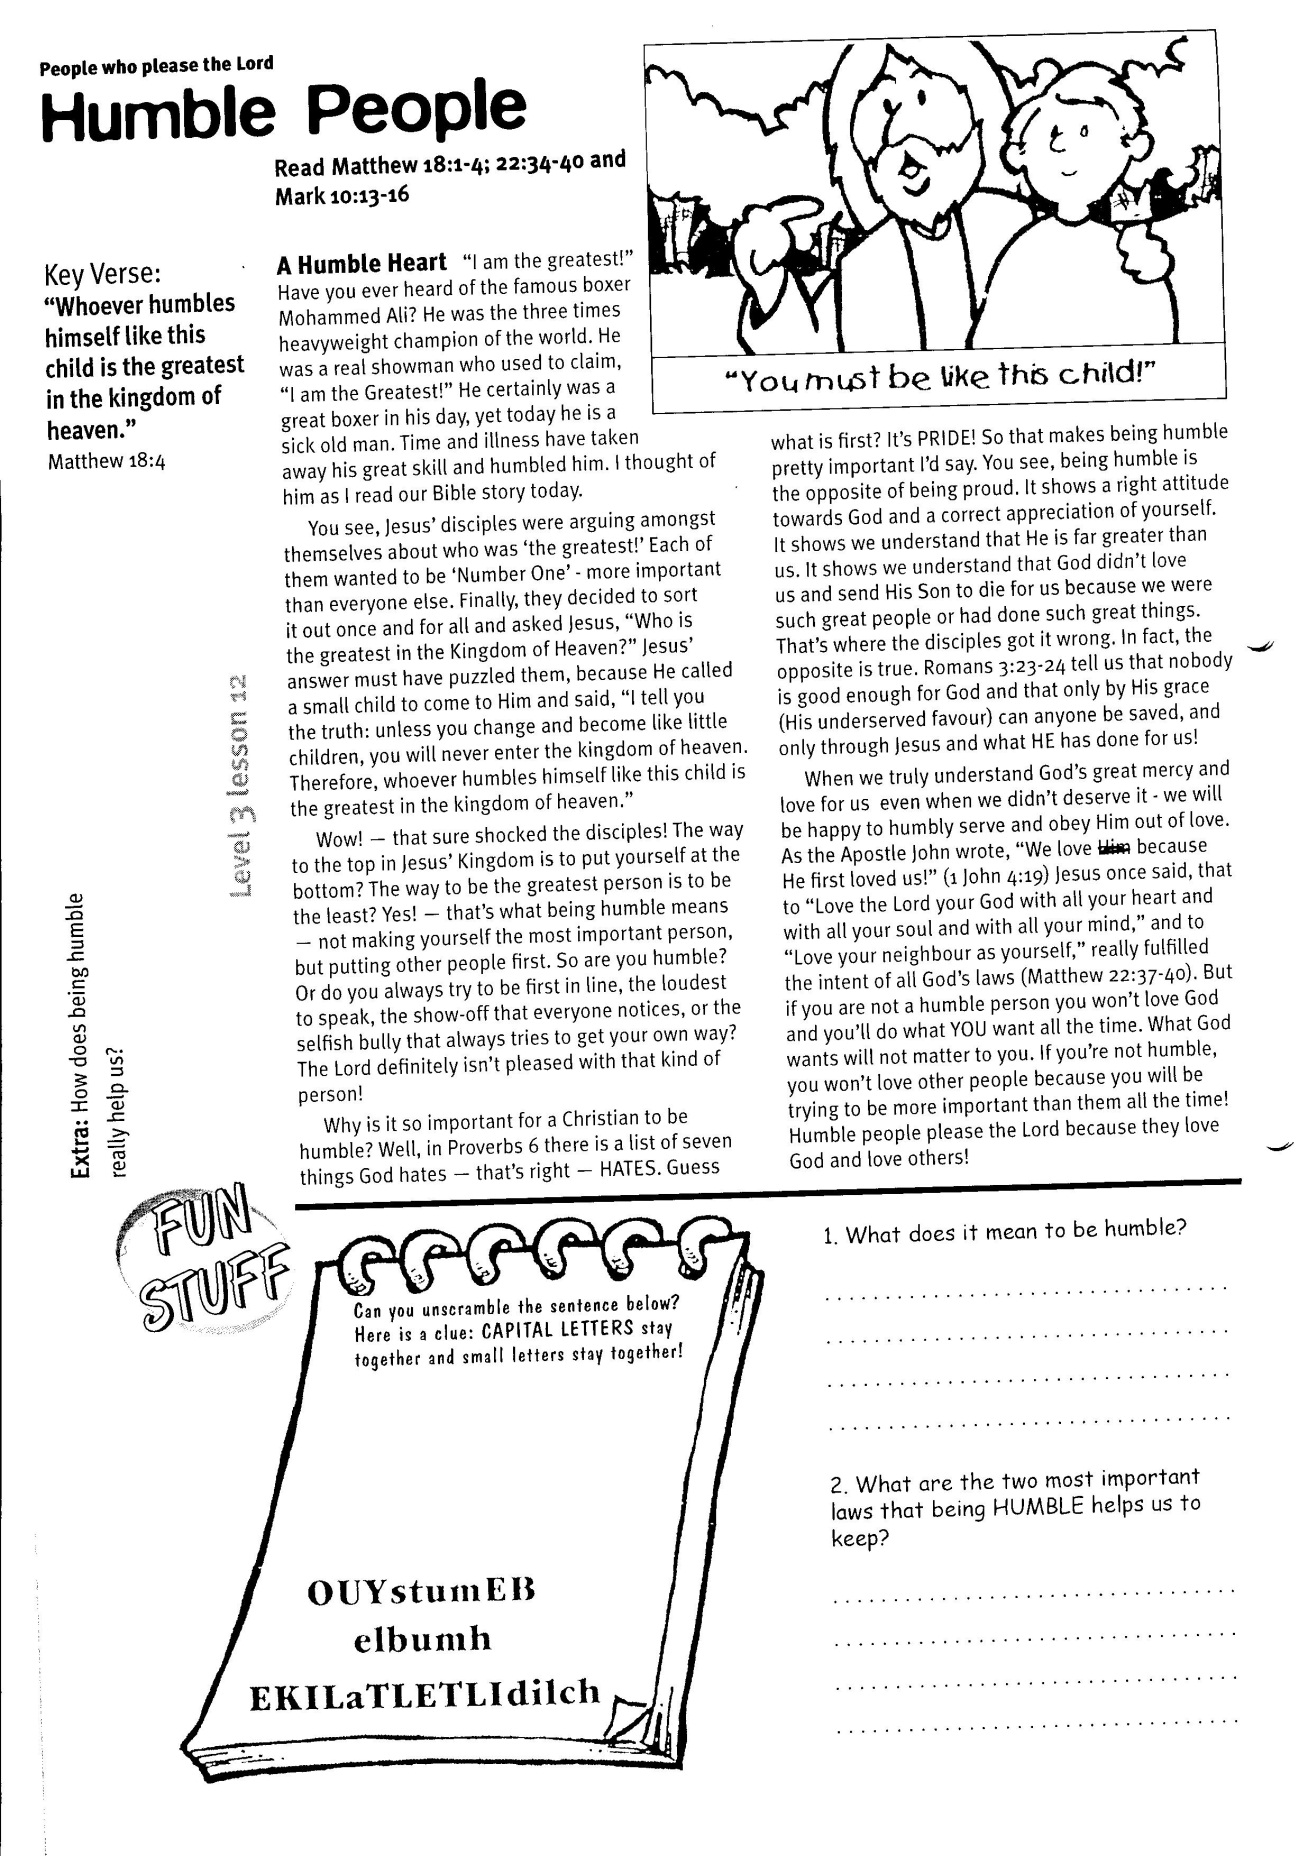 People who please the Lord
Humble People
Read Matthew 18:1-4; 22:34-40 and
Mark 10:13-16
Key Verse:
“Whoever humbles
himself like this
child is the greatest
in the kingdom of
heaven.”
Matthew 18:4
“You must be like this child!”
A Humble Heart “I am the greatest!”
Have you ever heard of the famous boxer
Mohammed Ali? He was the three times
heavyweight champion of the world. He
was a real showman who used to claim,
“I am the Greatest!” He certainly was a
great boxer in his day, yet today he is a
sick old man. Time and illness have taken
away his great skill and humbled him. I thought of
him as I read our Bible story today.
You see, Jesus’ disciples were arguing amongst
themselves about who was ‘the greatest!’ Each of
them wanted to be ‘Number One’ - more important
than everyone else. Finally, they decided to sort
it out once and for all and asked Jesus, “Who is
the greatest in the Kingdom of Heaven?” Jesus’
answer must have puzzled them, because He called
a small child to come to Him and said, “I tell you
the truth: unless you change and become like little
children, you will never enter the kingdom of heaven.
Therefore, whoever humbles himself like this child is
the greatest in the kingdom of heaven.”
Wow! – that sure shocked the disciples! The way
to the top in Jesus’ Kingdom is to put yourself at the
bottom? The way to be the greatest person is to be
the least? Yes! – that’s what being humble means
– not making yourself the most important person,
but putting other people first. So are you humble?
Or do you always try to be first in line, the loudest
to speak, the show-off that everyone notices, or the
selfish bully that always tries to get your own way?
The Lord definitely isn’t pleased with that kind of
person!
Why is it so important for a Christian to be
humble? Well, in Proverbs 6 there is a list of seven
things God hates – that’s right – HATES. Guess
what is first? It’s PRIDE! So that makes being humble
pretty important I’d say. You see, being humble is
the opposite of being proud. It shows a right attitude
towards God and a correct appreciation of yourself.
It shows we understand that He is far greater than
us. It shows we understand that God didn’t love
us and send His Son to die for us because we were
such great people or had done such great things.
That’s where the disciples got it wrong. In fact, the
opposite is true. Romans 3:23-24 tell us that nobody
is good enough for God and that only by His grace
(His underserved favour) can anyone be saved, and
only through Jesus and what HE has done for us!
When we truly understand God’s great mercy and
love for us even when we didn’t deserve it - we will
be happy to humbly serve and obey Him out of love.
As the Apostle John wrote, “We love Him because
He first loved us!” (1 John 4:19) Jesus once said, that
to “Love the Lord your God with all your heart and
with all your soul and with all your mind,” and to
“Love your neighbour as yourself,” really fulfilled
the intent of all God’s laws (Matthew 22:37-40). But
if you are not a humble person you won’t love God
and you’ll do what YOU want all the time. What God
wants will not matter to you. If you’re not humble,
you won’t love other people because you will be
trying to be more important than them all the time!
Humble people please the Lord because they love
God and love others!
Level 3 lesson 12
Extra: How does being humble
really help us?
FUN
STUFF
Can you unscramble the sentence below?
Here is a clue: CAPITAL LETTERS stay
together and small letters stay together!
OUYstumEB
elbumh
EKILaTLETLIdilch
1. What does it mean to be humble?
2. What are the two most important
laws that being HUMBLE helps us to
keep?